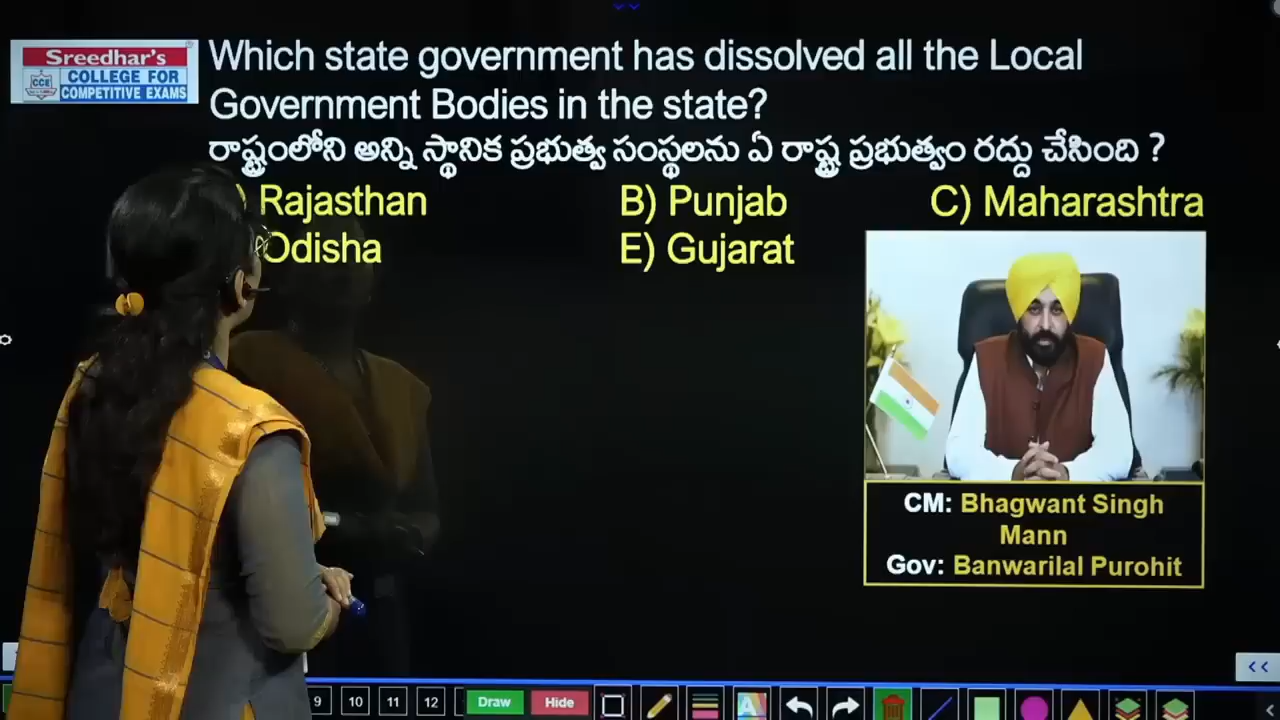 Sreedhar's
CCE
COLLEGE FOR
COMPETITIVE EXAMS
Which state government has dissolved all the Local
Government Bodies in the state?
రాష్ట్రంలోని అన్ని స్థానిక ప్రభుత్వ సంస్థలను ఏ రాష్ట్ర ప్రభుత్వం రద్దు చేసింది ?
) Rajasthan B) Punjab C) Maharashtra
Odisha E) Gujarat
CM: Bhagwant Singh
Mann
Gov: Banwarilal Purohit
<<
9 10 11 12 Draw Hide A